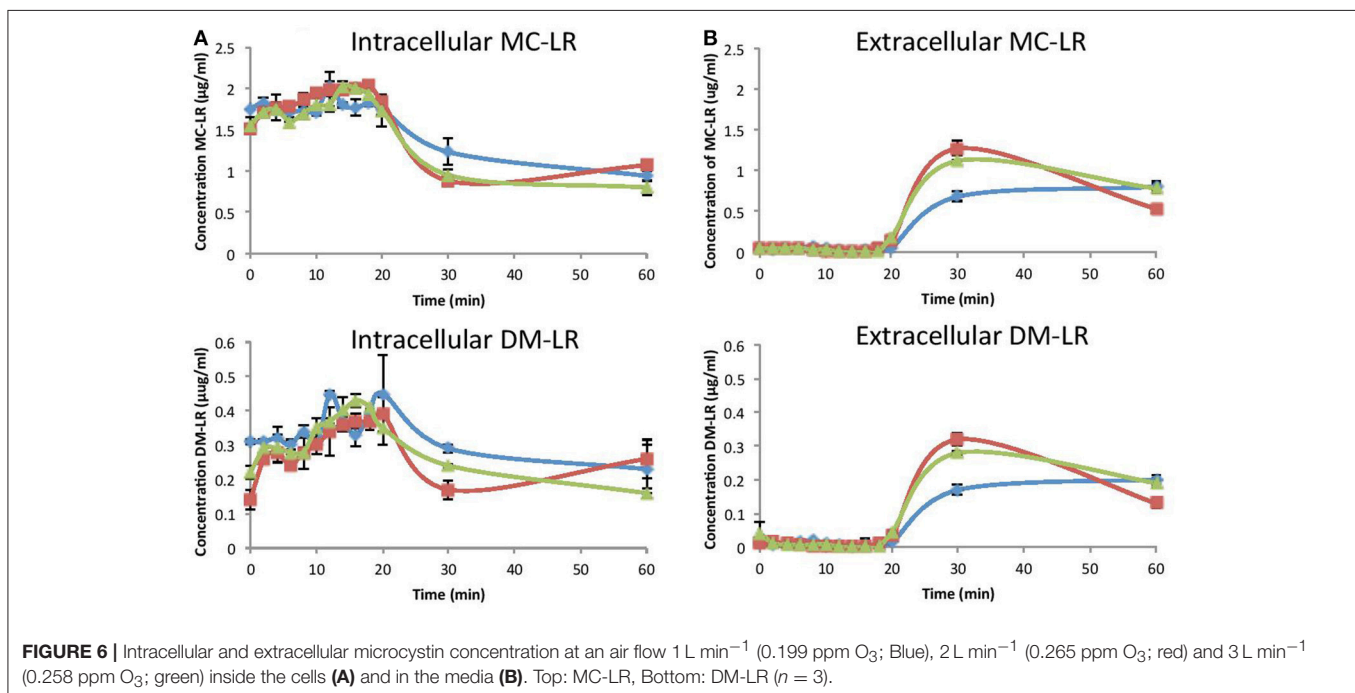 A
Intracellular MC-LR
Concentration MC-LR (µg/ml)
2.5
2
1.5
1
0.5
0
0 10 20 30 40 50 60
Time (min)
B
Extracellular MC-LR
Concentration of MC-LR (ug/ml)
2.5
2
1.5
1
0.5
0
0 10 20 30 40 50 60
Time (min)
Intracellular DM-LR
Concentration DM-LR (µug/ml)
0.6
0.5
0.4
0.3
0.2
0.1
0
0 10 20 30 40 50 60
Time (min)
Extracellular DM-LR
Concentration DM-LR (µg/ml)
0.6
0.5
0.4
0.3
0.2
0.1
0
0 10 20 30 40 50 60
Time (min)
FIGURE 6 | Intracellular and extracellular microcystin concentration at an air flow 1 L min⁻¹ (0.199 ppm O₃; Blue), 2 L min⁻¹ (0.265 ppm O₃; red) and 3 L min⁻¹
(0.258 ppm O₃; green) inside the cells (A) and in the media (B). Top: MC-LR, Bottom: DM-LR (n = 3).